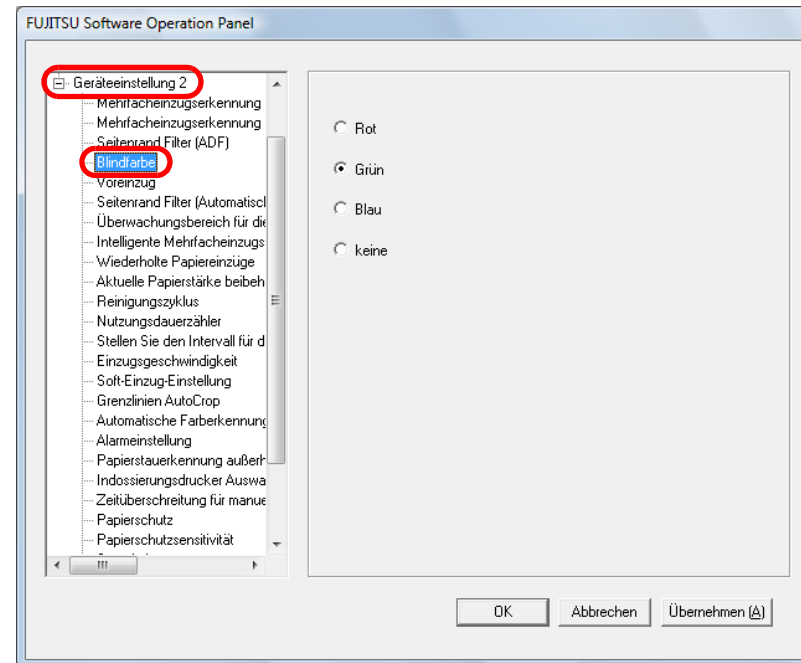 FUJITSU Software Operation Panel
Geräteeinstellung 2
Mehrfacheinzugserkennung
Mehrfacheinzugserkennung
Seitenrand Filter (ADF)
Blindfarbe
Voreinzug
Seitenrand Filter (Automatiscl
Überwachungsbereich für die
Intelligente Mehrfacheinzugs
Wiederholte Papiereinzüge
Aktuelle Papierstärke beibeh
Reinigungszyklus
Nutzungsdauerzähler
Stellen Sie den Intervall für d
Einzugsgeschwindigkeit
Soft-Einzug-Einstellung
Grenzlinien AutoCrop
Automatische Farberkennung
Alarmeinstellung
Papierstauerkennung außerh
Indossierungsdrucker Auswa
Zeitüberschreitung für manue
Papierschutz
Papierschutzsensitivität
Rot
Grün
Blau
keine
OK
Abbrechen
Übernehmen (A)